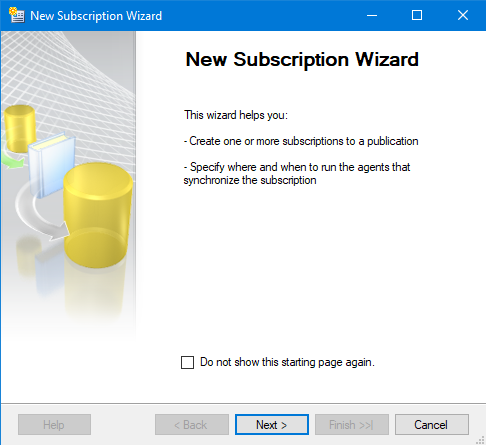 New Subscription Wizard
New Subscription Wizard
This wizard helps you:
- Create one or more subscriptions to a publication
- Specify where and when to run the agents that
synchronize the subscription
Do not show this starting page again.
Help
< Back
Next >
Finish >>|
Cancel